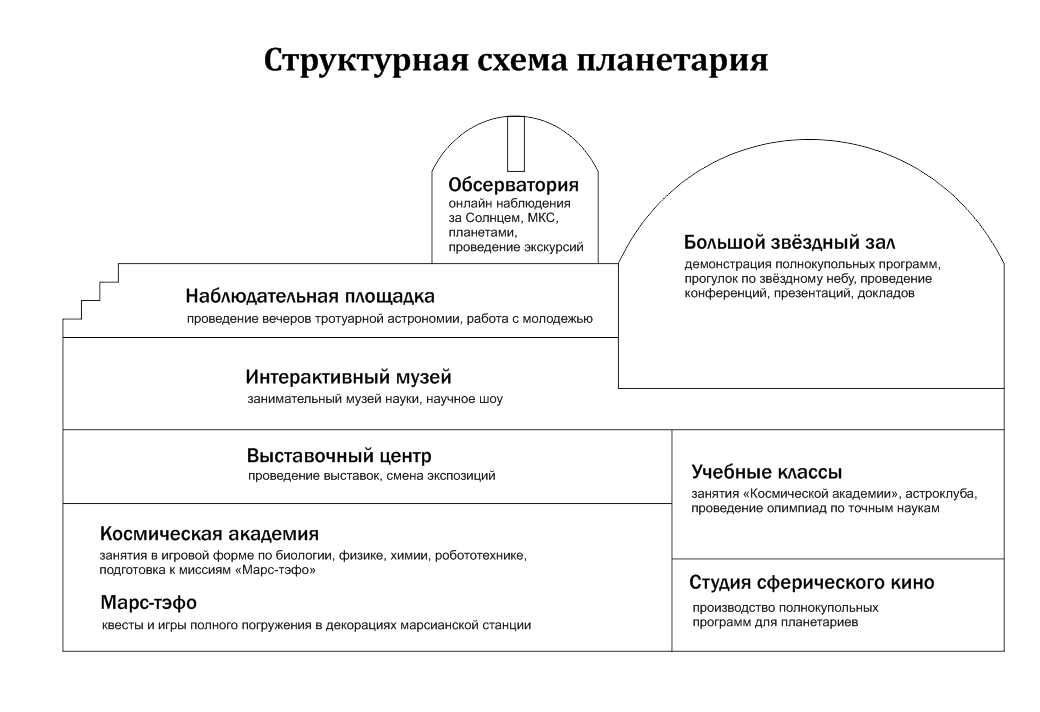 Структурная схема планетария
Обсерватория
онлайн наблюдения
за Солнцем, МКС,
планетами,
проведение экскурсий
Большой звёздный зал
демонстрация полнокупольных программ,
прогулок по звёздному небу, проведение
конференций, презентаций, докладов
Наблюдательная площадка
проведение вечеров тротуарной астрономии, работа с молодежью
Интерактивный музей
занимательный музей науки, научное шоу
Выставочный центр
проведение выставок, смена экспозиций
Учебные классы
занятия «Космической академии», астроклуба,
проведение олимпиад по точным наукам
Космическая академия
занятия в игровой форме по биологии, физике, химии, робототехнике,
подготовка к миссиям «Марс-тэфо»
Марс-тэфо
квесты и игры полного погружения в декорациях марсианской станции
Студия сферического кино
производство полнокупольных
программ для планетариев